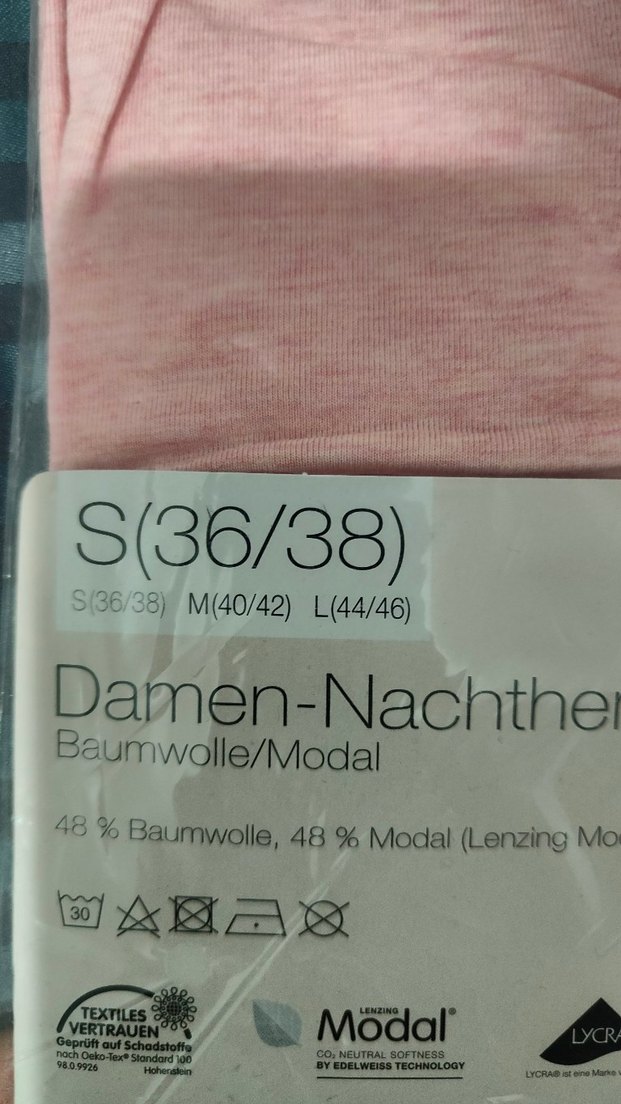 S(36/38)
S(36/38) M(40/42) L(44/46)
Damen-Nachthe
Baumwolle/Modal
48 % Baumwolle, 48 % Modal (Lenzing Mo
30
TEXTILES
VERTRAUEN
Geprüft auf Schadstoffe
nach Oeko-Tex® Standard 100
98.0.9926
Hohenstein
LENZING
Modal®
CO₂ NEUTRAL SOFTNESS
BY EDELWEISS TECHNOLOGY
LYCRA
LYCRA® ist eine Marke